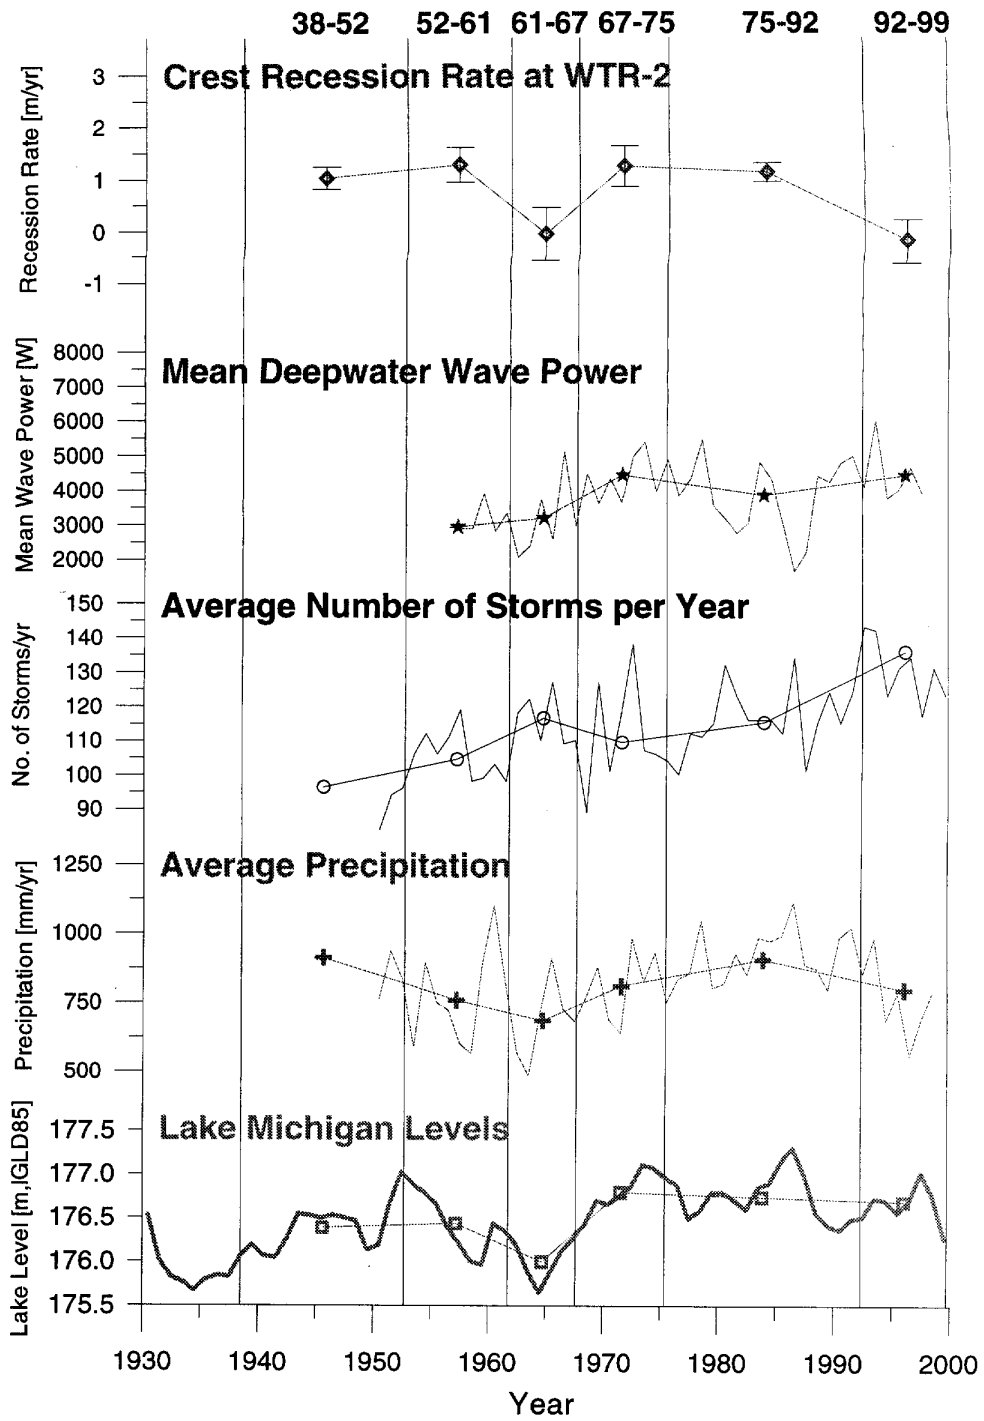 38-52 52-61 61-67 67-75 75-92 92-99
Crest Recession Rate at WTR-2
Recession Rate [m/yr]
3
2
1
0
-1
Mean Deepwater Wave Power
Mean Wave Power [W]
8000
7000
6000
5000
4000
3000
2000
Average Number of Storms per Year
No. of Storms/yr
150
140
130
120
110
100
90
Average Precipitation
Precipitation [mm/yr]
1250
1000
750
500
Lake Michigan Levels
Lake Level [m,IGLD85]
177.5
177.0
176.5
176.0
175.5
1930 1940 1950 1960 1970 1980 1990 2000
Year